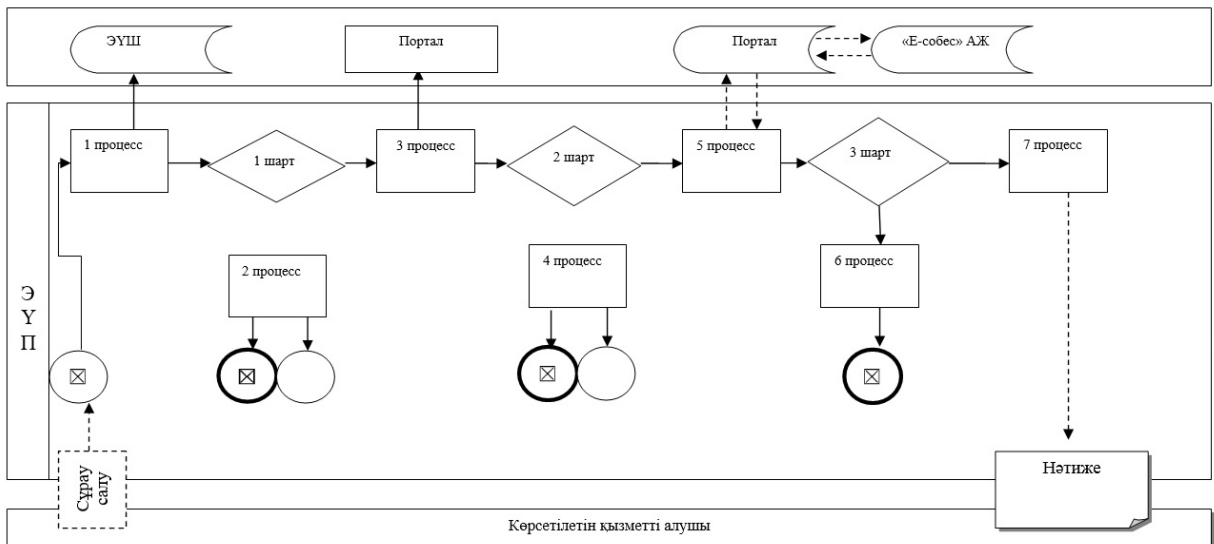 ЭҮШ
Портал
Портал
«Е-собес» АЖ
1 процесс
1 шарт
3 процесс
2 шарт
5 процесс
3 шарт
7 процесс
2 процесс
4 процесс
6 процесс
Э
Ү
П
Сұрау
салу
Нәтиже
Көрсетілетін қызметті алушы